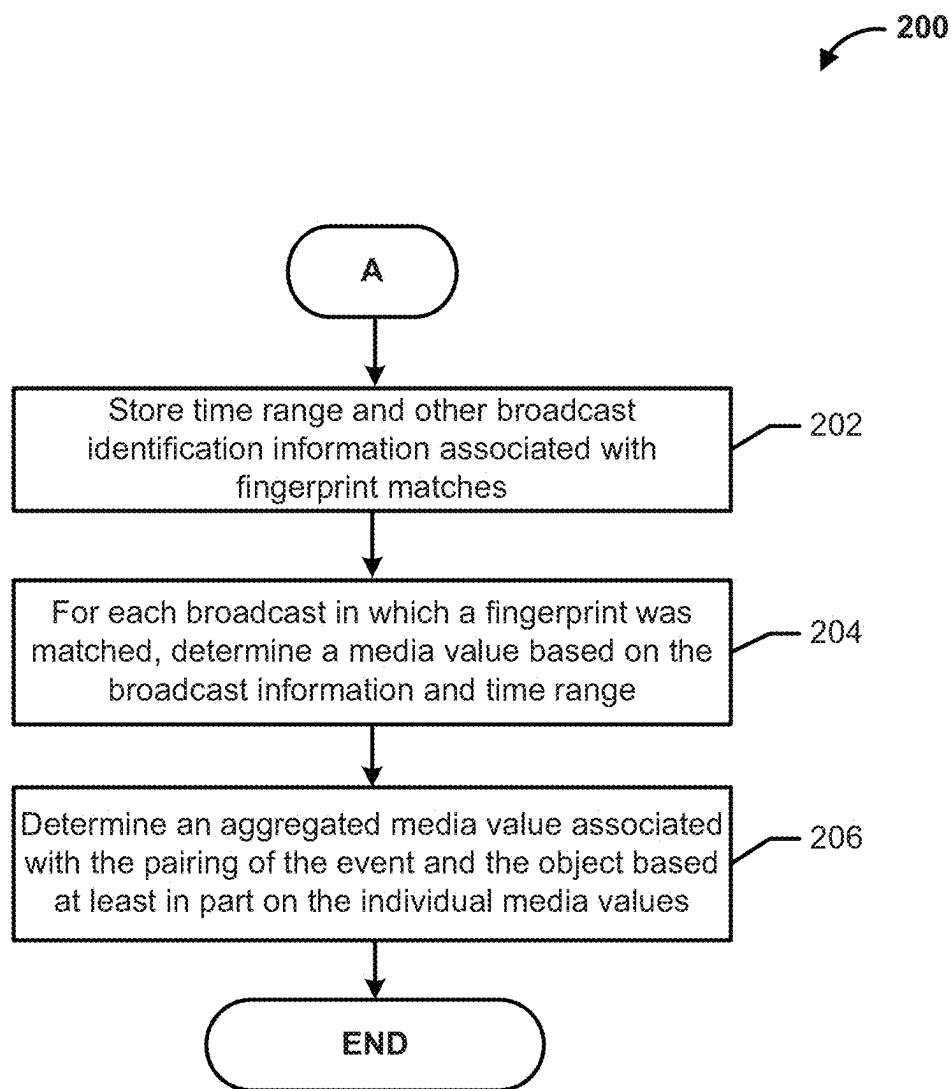 200
A
Store time range and other broadcast
identification information associated with
fingerprint matches
202
For each broadcast in which a fingerprint was
matched, determine a media value based on the
broadcast information and time range
204
Determine an aggregated media value associated
with the pairing of the event and the object based
at least in part on the individual media values
206
END